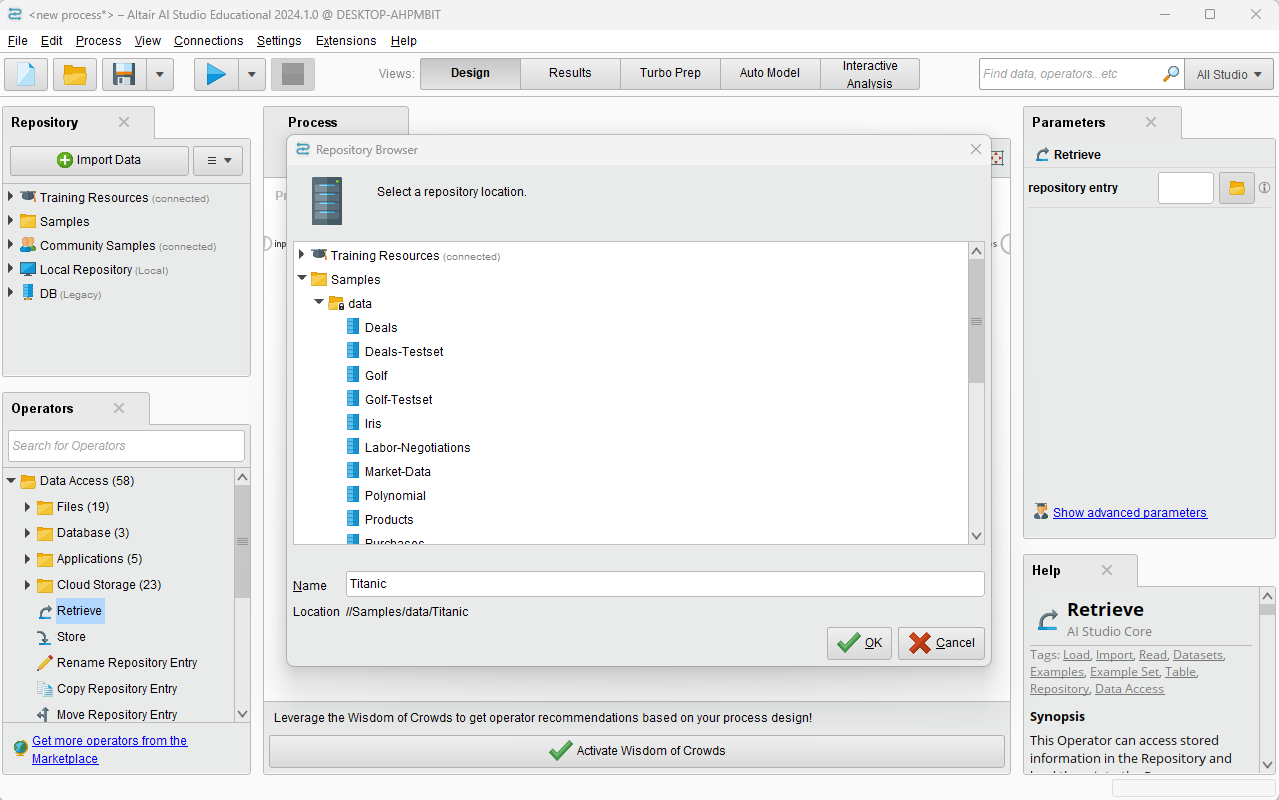 <new process*> – Altair AI Studio Educational 2024.1.0 @ DESKTOP-AHPMBIT
File Edit Process View Connections Settings Extensions Help
Views: Design Results Turbo Prep Auto Model Interactive Analysis
Find data, operators...etc
All Studio
Repository
Import Data
Training Resources (connected)
Samples
Community Samples (connected)
Local Repository (Local)
DB (Legacy)
Operators
Search for Operators
Data Access (58)
Files (19)
Database (3)
Applications (5)
Cloud Storage (23)
Retrieve
Store
Rename Repository Entry
Copy Repository Entry
Move Repository Entry
Get more operators from the
Marketplace
Process
Repository Browser
Select a repository location.
Training Resources (connected)
Samples
data
Deals
Deals-Testset
Golf
Golf-Testset
Iris
Labor-Negotiations
Market-Data
Polynomial
Products
Purchases
Name Titanic
Location //Samples/data/Titanic
OK Cancel
Leverage the Wisdom of Crowds to get operator recommendations based on your process design!
Activate Wisdom of Crowds
Parameters
Retrieve
repository entry
Show advanced parameters
Help
Retrieve
AI Studio Core
Tags: Load, Import, Read, Datasets,
Examples, Example Set, Table,
Repository, Data Access
Synopsis
This Operator can access stored
information in the Repository and